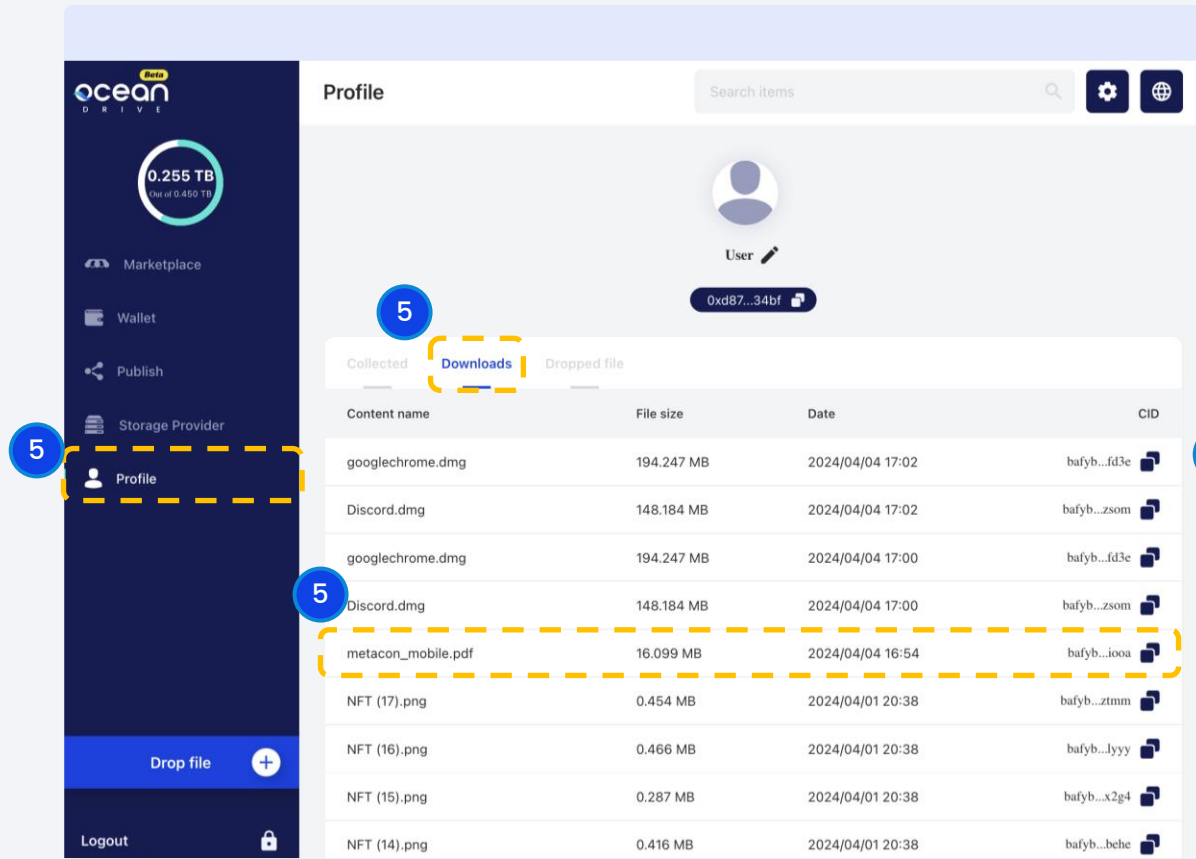 Beta
ocean
DRIVE
0.255 TB
Out of 0.450 TB
Marketplace
Wallet
Publish
Storage Provider
5
Profile
Drop file
Logout
Profile
Search items
User
0xd87...34bf
5
Collected Downloads Dropped file
Content name File size Date CID
googlechrome.dmg 194.247 MB 2024/04/04 17:02 bafyb...fd3e
Discord.dmg 148.184 MB 2024/04/04 17:02 bafyb...zsom
googlechrome.dmg 194.247 MB 2024/04/04 17:00 bafyb...fd3e
5
Discord.dmg 148.184 MB 2024/04/04 17:00 bafyb...zsom
metacon_mobile.pdf 16.099 MB 2024/04/04 16:54 bafyb...iooa
NFT (17).png 0.454 MB 2024/04/01 20:38 bafyb...ztmm
NFT (16).png 0.466 MB 2024/04/01 20:38 bafyb...lyyy
NFT (15).png 0.287 MB 2024/04/01 20:38 bafyb...x2g4
NFT (14).png 0.416 MB 2024/04/01 20:38 bafyb...behe